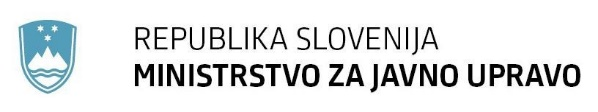 REPUBLIKA SLOVENIJA
MINISTRSTVO ZA JAVNO UPRAVO